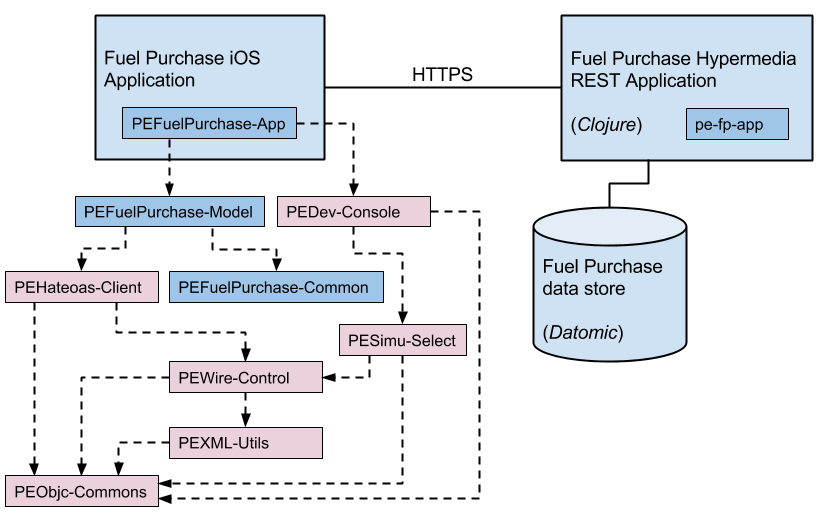 Fuel Purchase iOS
Application
PEFuelPurchase-App
HTTPS
Fuel Purchase Hypermedia
REST Application
(Clojure)
pe-fp-app
PEFuelPurchase-Model
PEDev-Console
PEHateoas-Client
PEFuelPurchase-Common
Fuel Purchase
data store
(Datomic)
PESimu-Select
PEWire-Control
PEXML-Utils
PEObjc-Commons